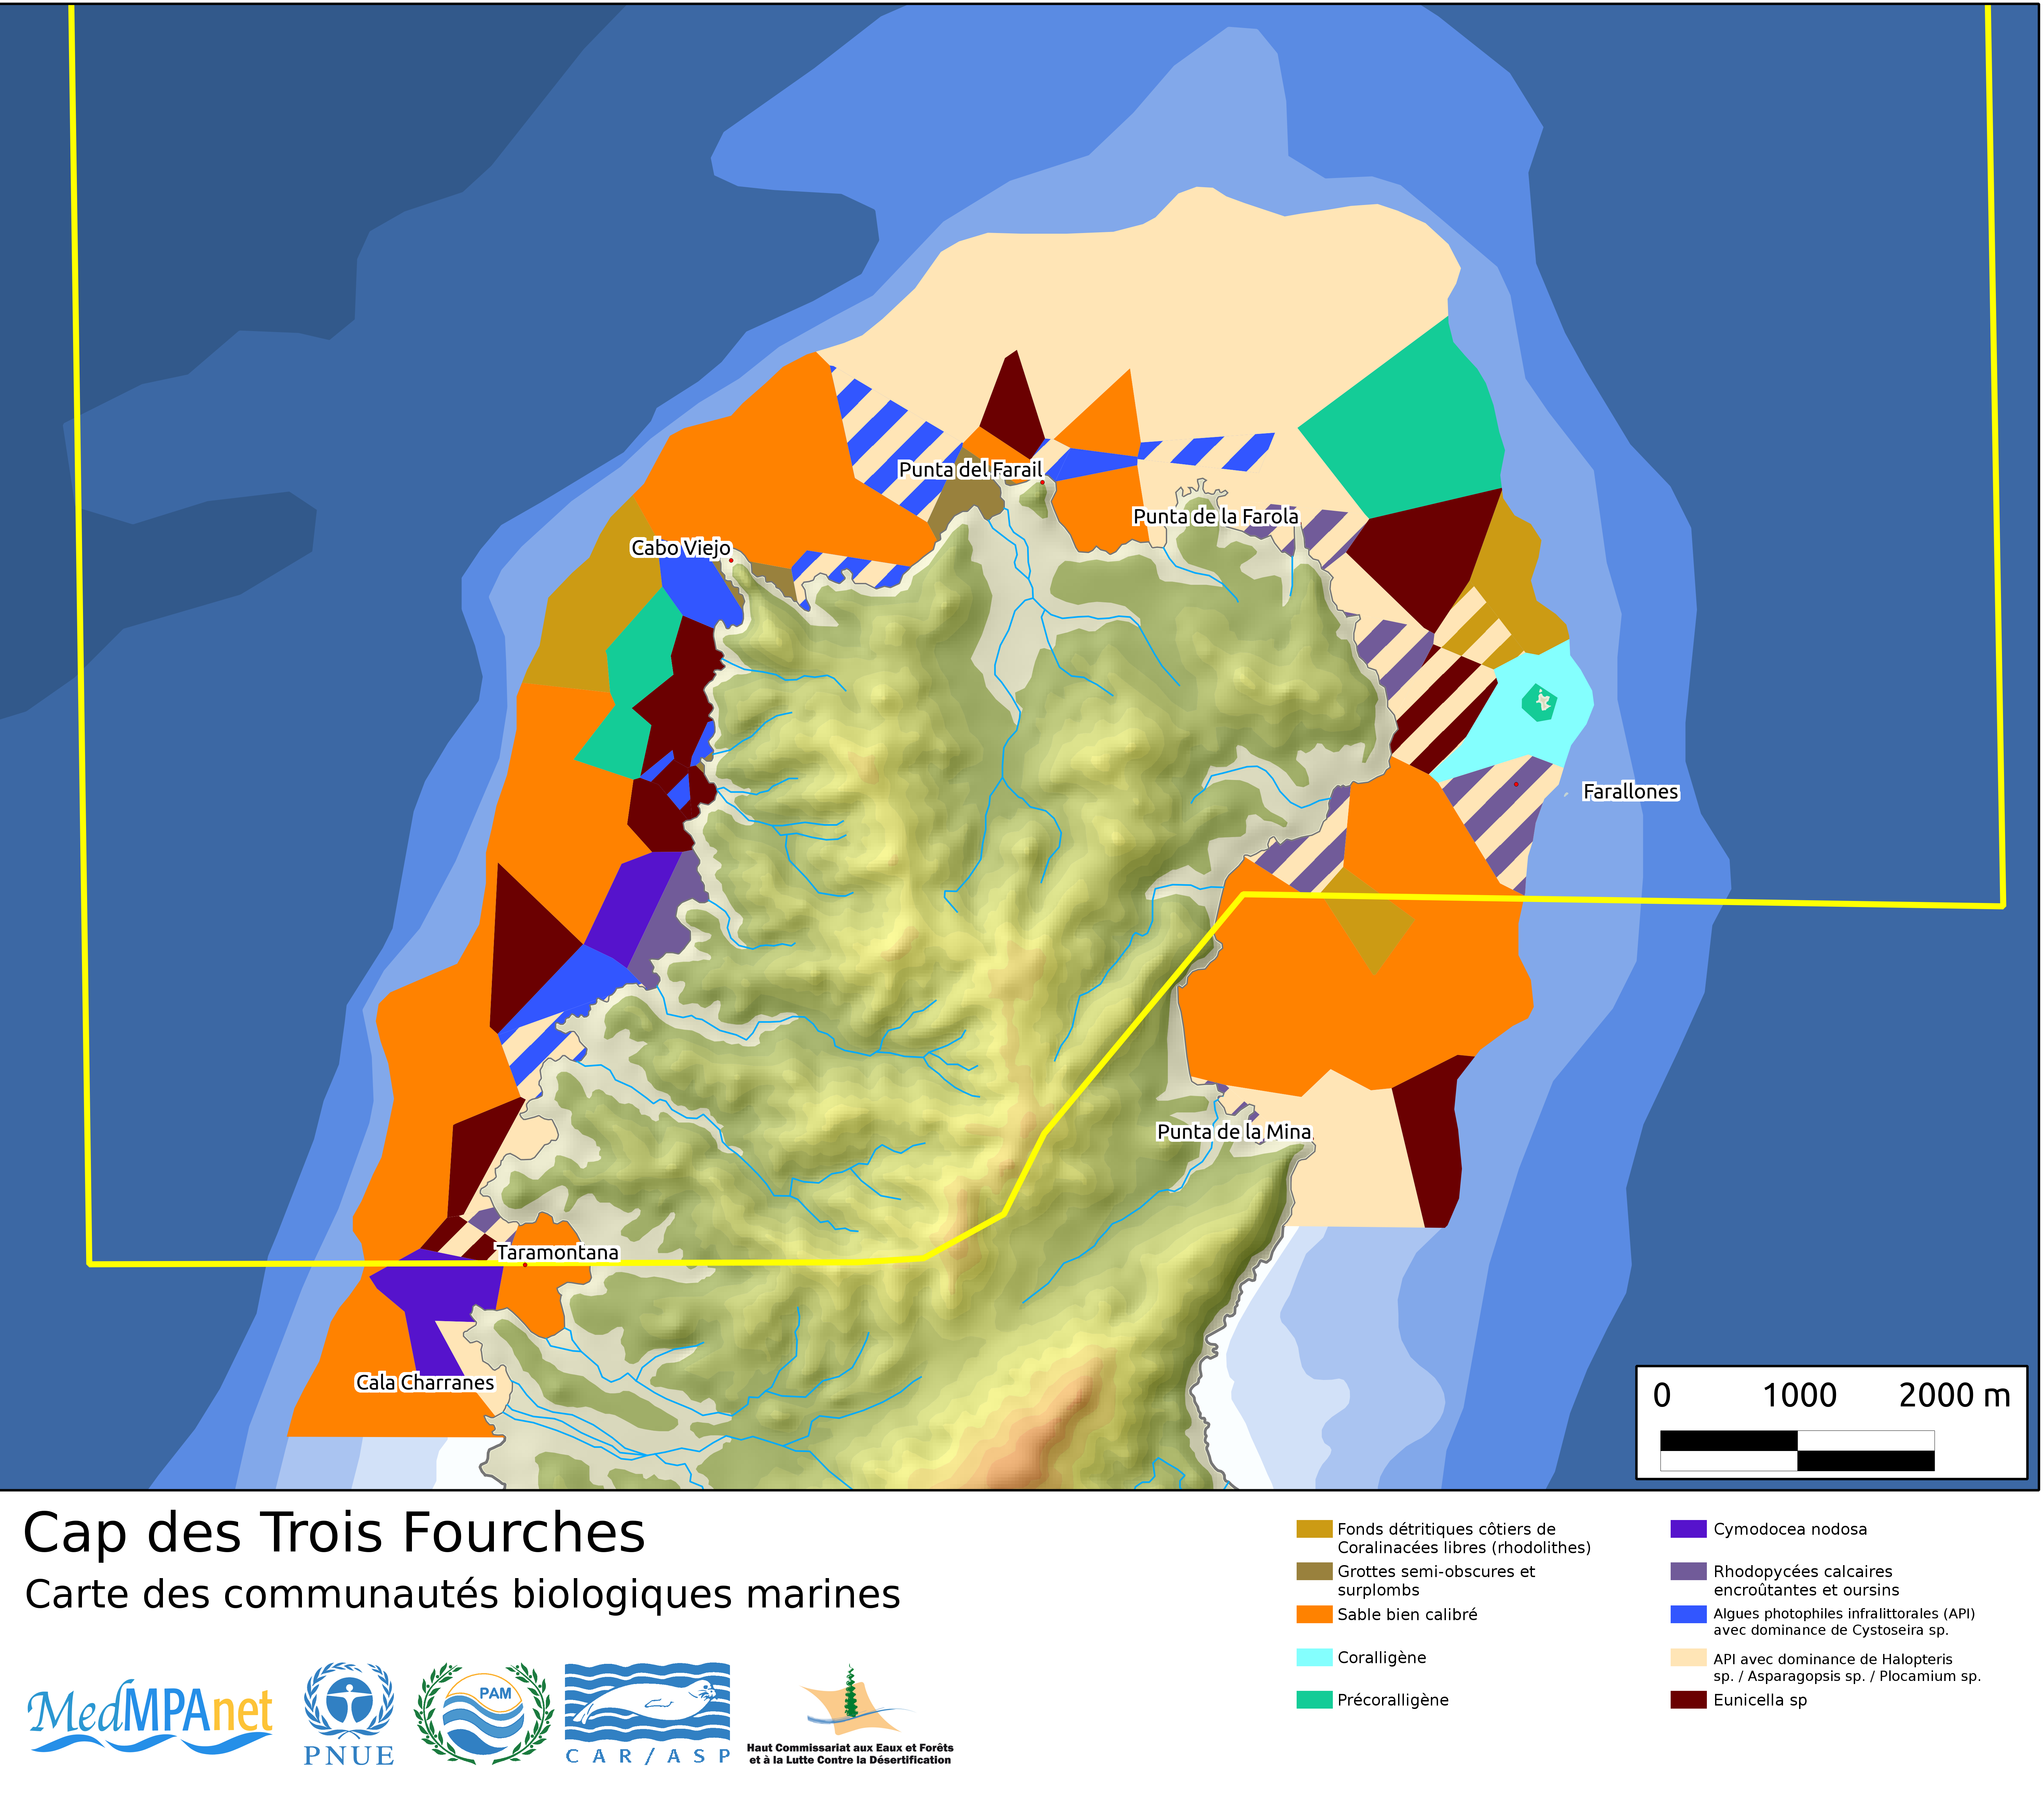 Punta del Farail
Punta de la Farola
Cabo Viejo
Farallones
Punta de la Mina
Taramontana
Cala Charranes
0 1000 2000 m
Cap des Trois Fourches
Carte des communautés biologiques marines
Fonds détritiques côtiers de
Coralinacées libres (rhodolithes)
Grottes semi-obscures et
surplombs
Sable bien calibré
Coralligène
Précoralligène
Cymodocea nodosa
Rhodopycées calcaires
encroûtantes et oursins
Algues photophiles infralittorales (API)
avec dominance de Cystoseira sp.
API avec dominance de Halopteris
sp. / Asparagopsis sp. / Plocamium sp.
Eunicella sp
MedMPAnet
PNUE
PAM
CAR/ASP
Haut Commissariat aux Eaux et Forêts
et à la Lutte Contre la Désertification